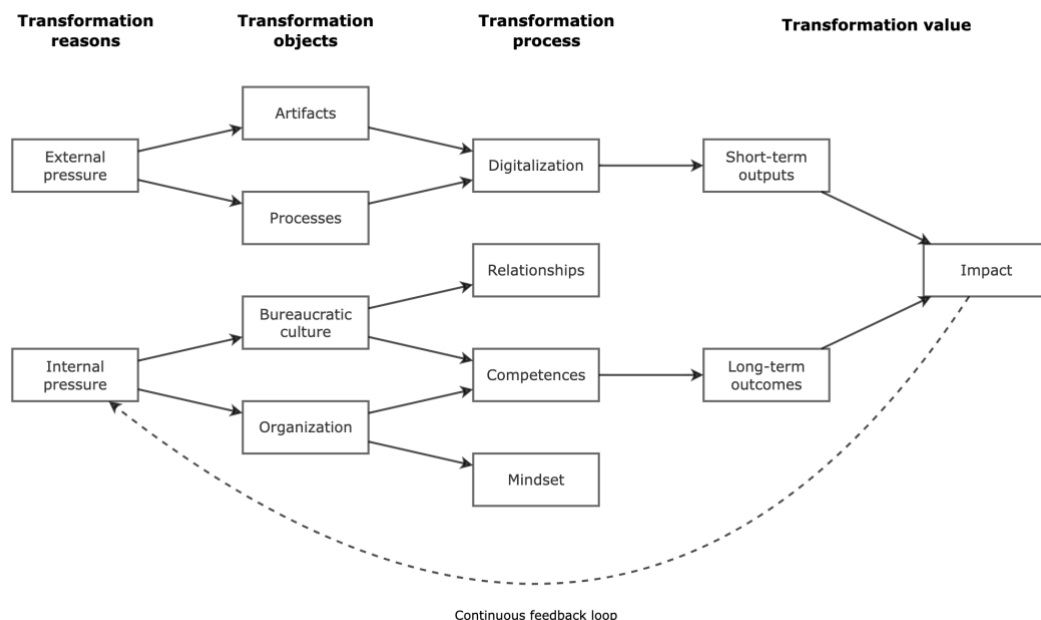 Transformation
reasons
Transformation
objects
Transformation
process
Transformation value
Artifacts
External
pressure
Digitalization
Short-term
outputs
Processes
Relationships
Impact
Bureaucratic
culture
Internal
pressure
Competences
Long-term
outcomes
Organization
Mindset
Continuous feedback loop